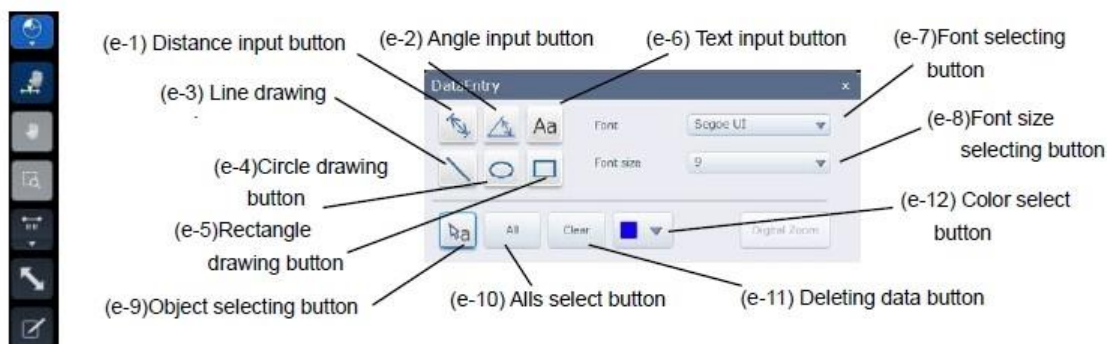 (e-1) Distance input button
(e-2) Angle input button
(e-6) Text input button
(e-7)Font selecting
button
(e-3) Line drawing
DataEntry
x
Aa
Font
Segoe UI
(e-8)Font size
selecting button
Font size
9
(e-4)Circle drawing
button
(e-5)Rectangle
drawing button
(e-12) Color select
button
a
All
Clear
Digital Zoom
(e-9)Object selecting button
(e-10) Alls select button
(e-11) Deleting data button